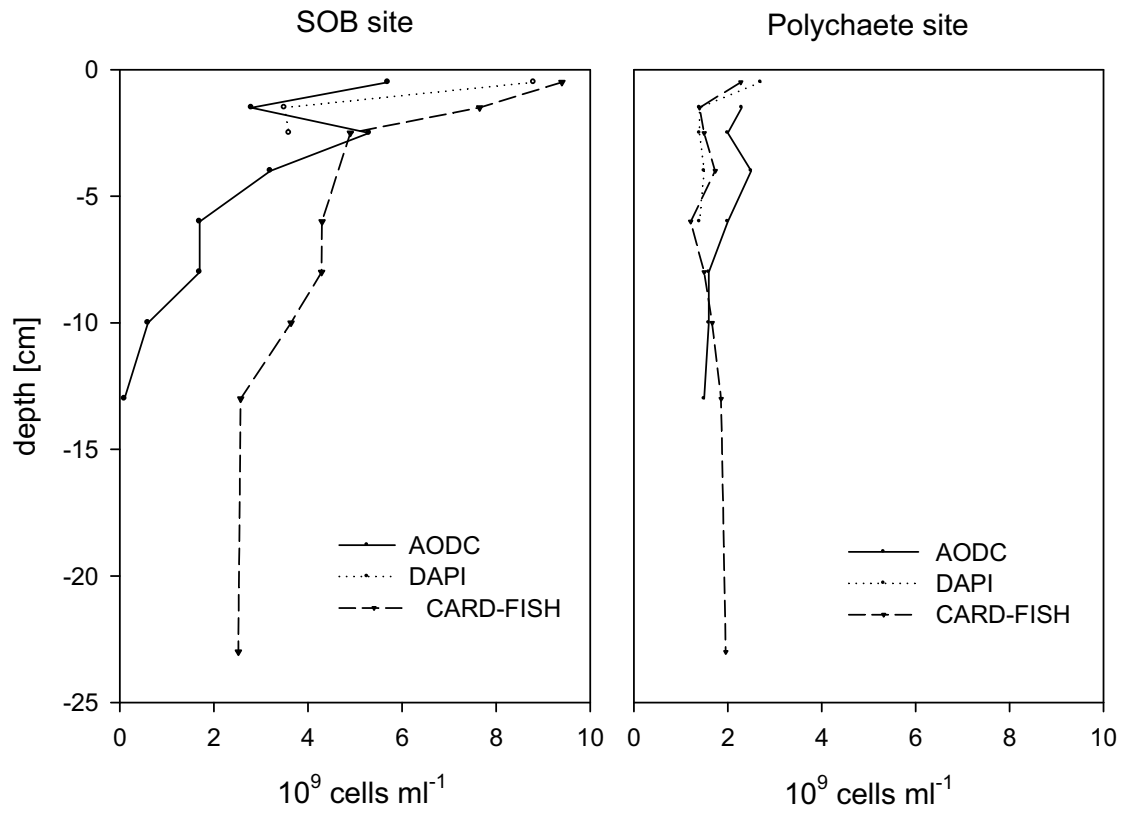 SOB site
Polychaete site
0
-5
-10
-15
-20
-25
depth [cm]
AODC
DAPI
CARD-FISH
AODC
DAPI
CARD-FISH
0 2 4 6 8 10
0 2 4 6 8 10
10⁹ cells ml⁻¹
10⁹ cells ml⁻¹